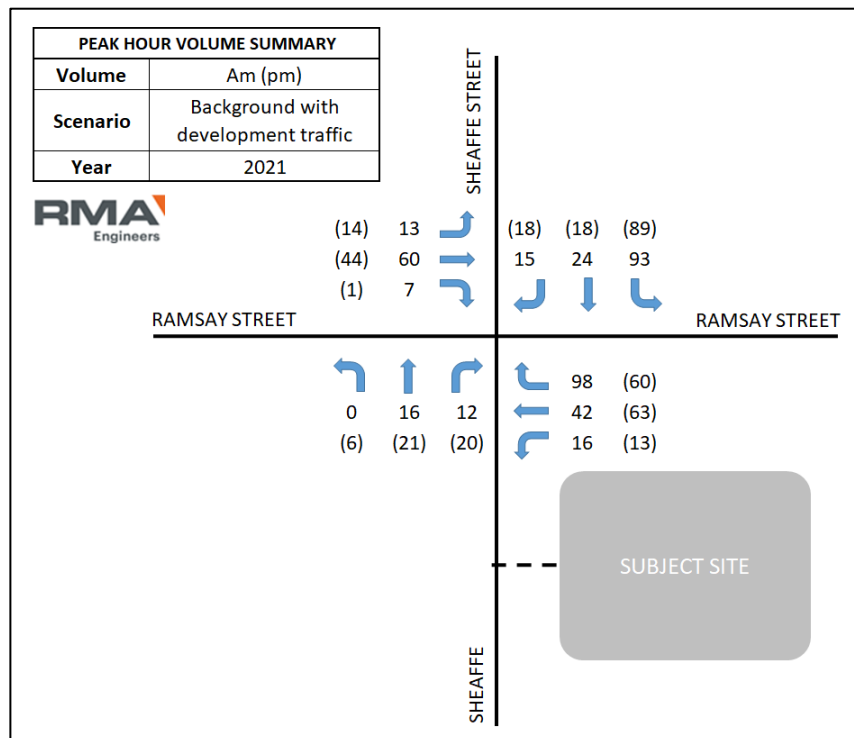 PEAK HOUR VOLUME SUMMARY
Volume Am (pm)
Scenario Background with
development traffic
Year 2021
RMA
Engineers
SHEAFFE STREET
(14) 13 (18) (18) (89)
(44) 60 15 24 93
(1) 7
RAMSAY STREET RAMSAY STREET
98 (60)
0 16 12 42 (63)
(6) (21) (20) 16 (13)
SUBJECT SITE
SHEAFFE